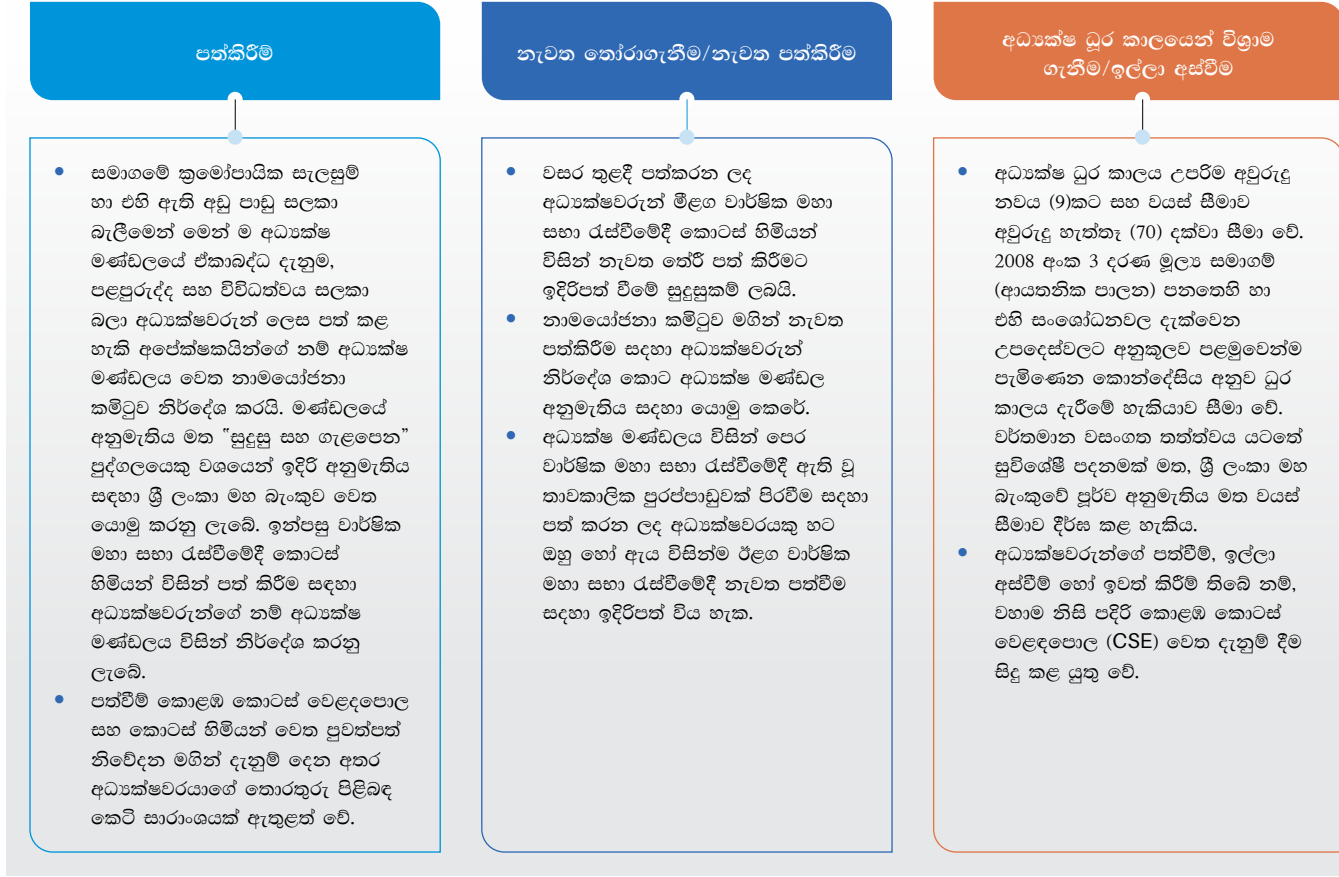 පත්කිරීම්
සමාගමේ ක්‍රමෝපායික සැලසුම්
හා එහි ඇති අඩු පාඩු සලකා
බැලීමෙන් මෙන් ම අධ්‍යක්ෂ
මණ්ඩලයේ ඒකාබද්ධ දැනුම,
පළපුරුද්ද සහ විවිධත්වය සලකා
බලා අධ්‍යක්ෂවරුන් ලෙස පත් කළ
හැකි අපේක්ෂකයින්ගේ නම් අධ්‍යක්ෂ
මණ්ඩලය වෙත නාමයෝජනා
කමිටුව නිර්දේශ කරයි. මණ්ඩලයේ
අනුමැතිය මත “සුදුසු සහ ගැළපෙන”
පුද්ගලයෙකු වශයෙන් ඉදිරි අනුමැතිය
සඳහා ශ්‍රී ලංකා මහ බැංකුව වෙත
යොමු කරනු ලැබේ. ඉන්පසු වාර්ෂික
මහා සභා රැස්වීමේදී කොටස්
හිමියන් විසින් පත් කිරීම සඳහා
අධ්‍යක්ෂවරුන්ගේ නම් අධ්‍යක්ෂ
මණ්ඩලය විසින් නිර්දේශ කරනු
ලැබේ.
පත්වීම් කොළඹ කොටස් වෙළඳපොල
සහ කොටස් හිමියන් වෙත පුවත්පත්
නිවේදන මගින් දැනුම් දෙන අතර
අධ්‍යක්ෂවරයාගේ තොරතුරු පිළිබඳ
කෙටි සාරාංශයක් ඇතුළත් වේ.
නැවත තෝරාගැනීම/නැවත පත්කිරීම
වසර තුළදී පත්කරන ලද
අධ්‍යක්ෂවරුන් මීළග වාර්ෂික මහා
සභා රැස්වීමේදී කොටස් හිමියන්
විසින් නැවත තේරී පත් කිරීමට
ඉදිරිපත් වීමේ සුදුසුකම් ලබයි.
නාමයෝජනා කමිටුව මගින් නැවත
පත්කිරීම සදහා අධ්‍යක්ෂවරුන්
නිර්දේශ කොට අධ්‍යක්ෂ මණ්ඩල
අනුමැතිය සදහා යොමු කෙරේ.
අධ්‍යක්ෂ මණ්ඩලය විසින් පෙර
වාර්ෂික මහා සභා රැස්වීමේදී ඇති වූ
තාවකාලික පුරප්පාඩුවක් පිරවීම සදහා
පත් කරන ලද අධ්‍යක්ෂවරයකු හට
ඔහු හෝ ඇය විසින්ම ඊළග වාර්ෂික
මහා සභා රැස්වීමේදී නැවත පත්වීම
සදහා ඉදිරිපත් විය හැක.
අධ්‍යක්ෂ ධූර කාලයෙන් විශ්‍රාම
ගැනීම/ඉල්ලා අස්වීම
අධ්‍යක්ෂ ධුර කාලය උපරිම අවුරුදු
නවය (9)කට සහ වයස් සීමාව
අවුරුදු හැත්තෑ (70) දක්වා සීමා වේ.
2008 අංක 3 දරණ මූල්‍ය සමාගම්
(ආයතනික පාලන) පනතෙහි හා
එහි සංශෝධනවල දැක්වෙන
උපදෙස්වලට අනුකූලව පළමුවෙන්ම
පැමිණෙන කොන්දේසිය අනුව ධුර
කාලය දැරීමේ හැකියාව සීමා වේ.
වර්තමාන වසංගත තත්ත්වය යටතේ
සුවිශේෂී පදනමක් මත, ශ්‍රී ලංකා මහ
බැංකුවේ පූර්ව අනුමැතිය මත වයස්
සීමාව දීර්ඝ කළ හැකිය.
අධ්‍යක්ෂවරුන්ගේ පත්වීම්, ඉල්ලා
අස්වීම් හෝ ඉවත් කිරීම් තිබේ නම්,
වහාම නිසි පදිරි කොළඹ කොටස්
වෙළඳපොල (CSE) වෙත දැනුම් දීම
සිදු කළ යුතු වේ.